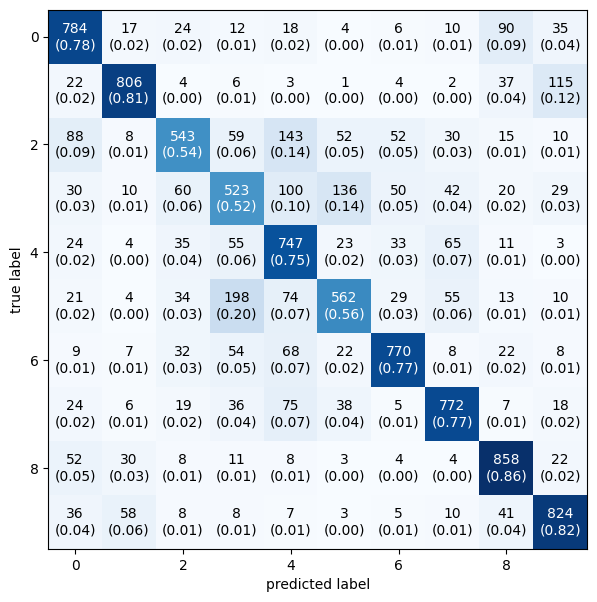 0 784 17 24 12 18 4 6 10 90 35
(0.78) (0.02) (0.02) (0.01) (0.02) (0.00) (0.01) (0.01) (0.09) (0.04)
22 806 4 6 3 1 4 2 37 115
(0.02) (0.81) (0.00) (0.01) (0.00) (0.00) (0.00) (0.00) (0.04) (0.12)
2 88 8 543 59 143 52 52 30 15 10
(0.09) (0.01) (0.54) (0.06) (0.14) (0.05) (0.05) (0.03) (0.01) (0.01)
30 10 60 523 100 136 50 42 20 29
(0.03) (0.01) (0.06) (0.52) (0.10) (0.14) (0.05) (0.04) (0.02) (0.03)
4 24 4 35 55 747 23 33 65 11 3
(0.02) (0.00) (0.04) (0.06) (0.75) (0.02) (0.03) (0.07) (0.01) (0.00)
true label
21 4 34 198 74 562 29 55 13 10
(0.02) (0.00) (0.03) (0.20) (0.07) (0.56) (0.03) (0.06) (0.01) (0.01)
6 9 7 32 54 68 22 770 8 22 8
(0.01) (0.01) (0.03) (0.05) (0.07) (0.02) (0.77) (0.01) (0.02) (0.01)
24 6 19 36 75 38 5 772 7 18
(0.02) (0.01) (0.02) (0.04) (0.07) (0.04) (0.01) (0.77) (0.01) (0.02)
8 52 30 8 11 8 3 4 4 858 22
(0.05) (0.03) (0.01) (0.01) (0.01) (0.00) (0.00) (0.00) (0.86) (0.02)
36 58 8 8 7 3 5 10 41 824
(0.04) (0.06) (0.01) (0.01) (0.01) (0.00) (0.01) (0.01) (0.04) (0.82)
0 2 4 6 8
predicted label